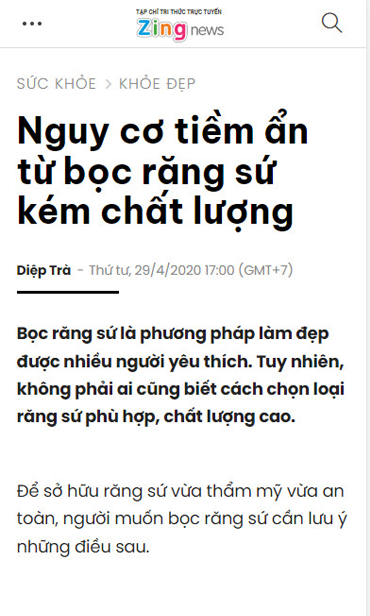 TẠP CHÍ TRI THỨC TRỰC TUYẾN
Zing news
SỨC KHỎE > KHỎE ĐẸP
Nguy cơ tiềm ẩn
từ bọc răng sứ
kém chất lượng
Diệp Trà - Thứ tư, 29/4/2020 17:00 (GMT+7)
Bọc răng sứ là phương pháp làm đẹp
được nhiều người yêu thích. Tuy nhiên,
không phải ai cũng biết cách chọn loại
răng sứ phù hợp, chất lượng cao.
Để sở hữu răng sứ vừa thẩm mỹ vừa an
toàn, người muốn bọc răng sứ cần lưu ý
những điều sau.